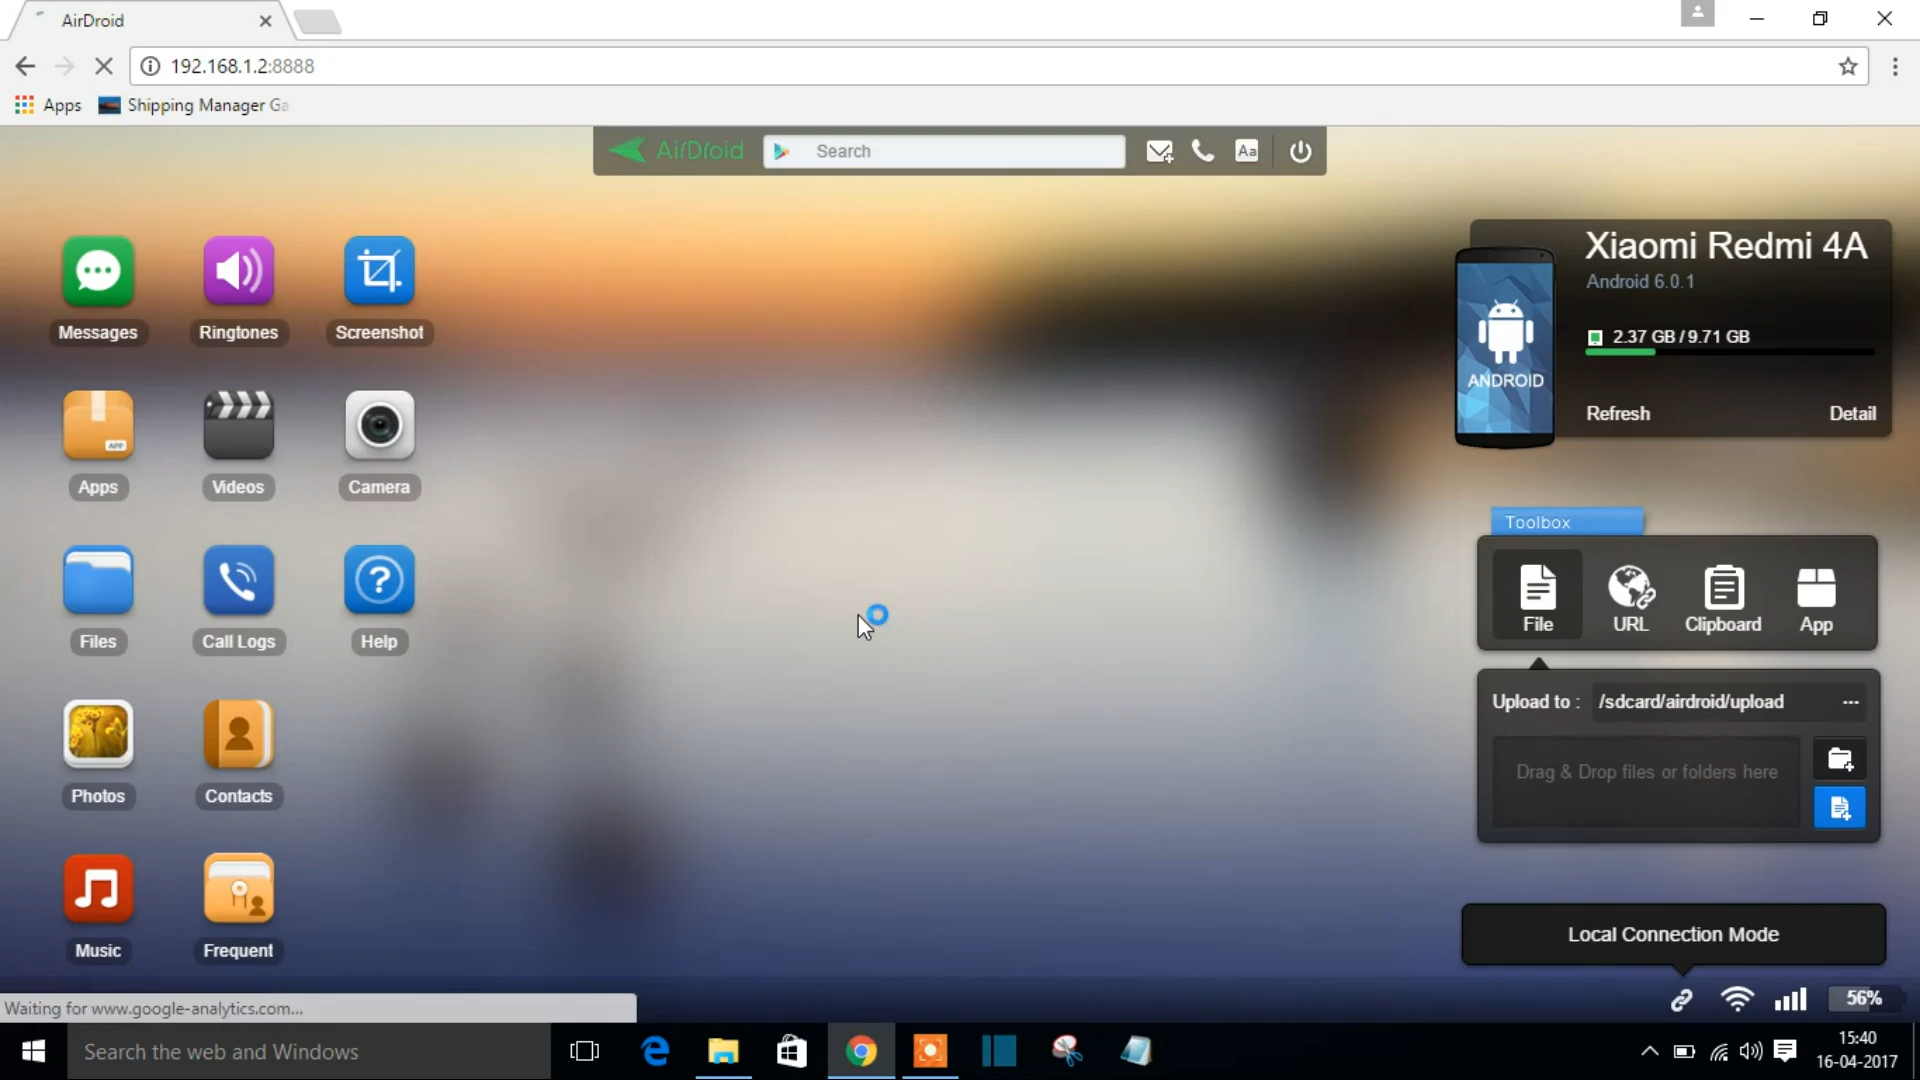 AirDroid
192.168.1.2:8888
Apps
Shipping Manager Ga
AirDroid
Search
Aa
Messages
Ringtones
Screenshot
Apps
APP
Videos
Camera
Files
Call Logs
Help
Photos
Contacts
Music
Frequent
Xiaomi Redmi 4A
Android 6.0.1
2.37 GB / 9.71 GB
ANDROID
Refresh
Detail
Toolbox
File
URL
Clipboard
App
Upload to :
/sdcard/airdroid/upload
...
Drag & Drop files or folders here
Local Connection Mode
56%
Waiting for www.google-analytics.com...
Search the web and Windows
15:40
16-04-2017